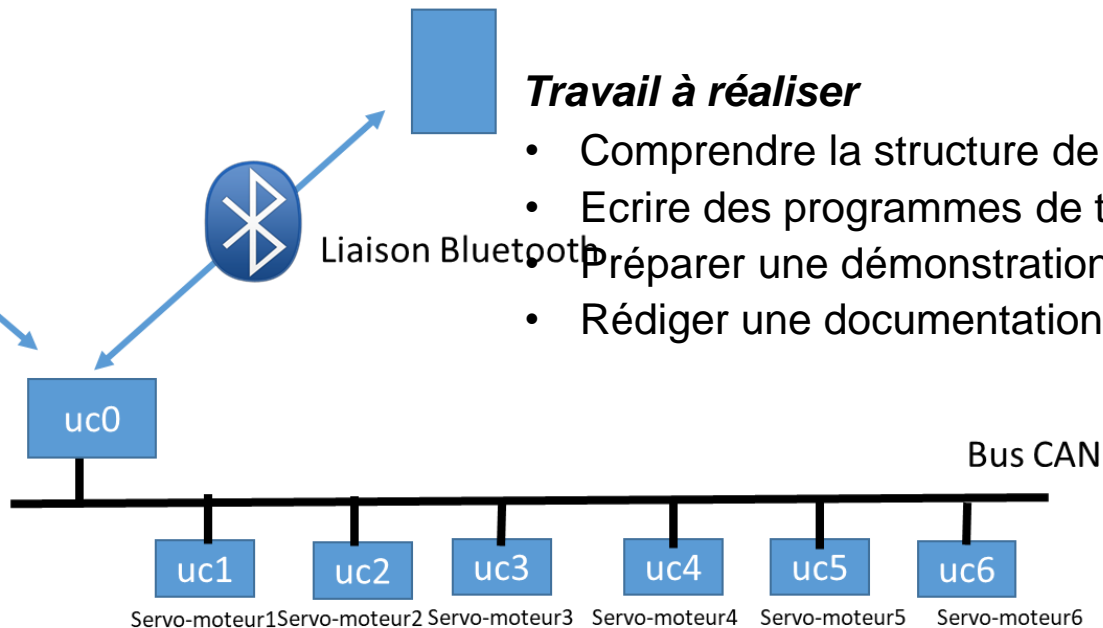 Travail à réaliser
• Comprendre la structure de
• Ecrire des programmes de
Liaison Bluetooth
• Préparer une démonstration
• Rédiger une documentation
uc0
Bus CAN
uc1 uc2 uc3 uc4 uc5 uc6
Servo-moteur1 Servo-moteur2 Servo-moteur3 Servo-moteur4 Servo-moteur5 Servo-moteur6